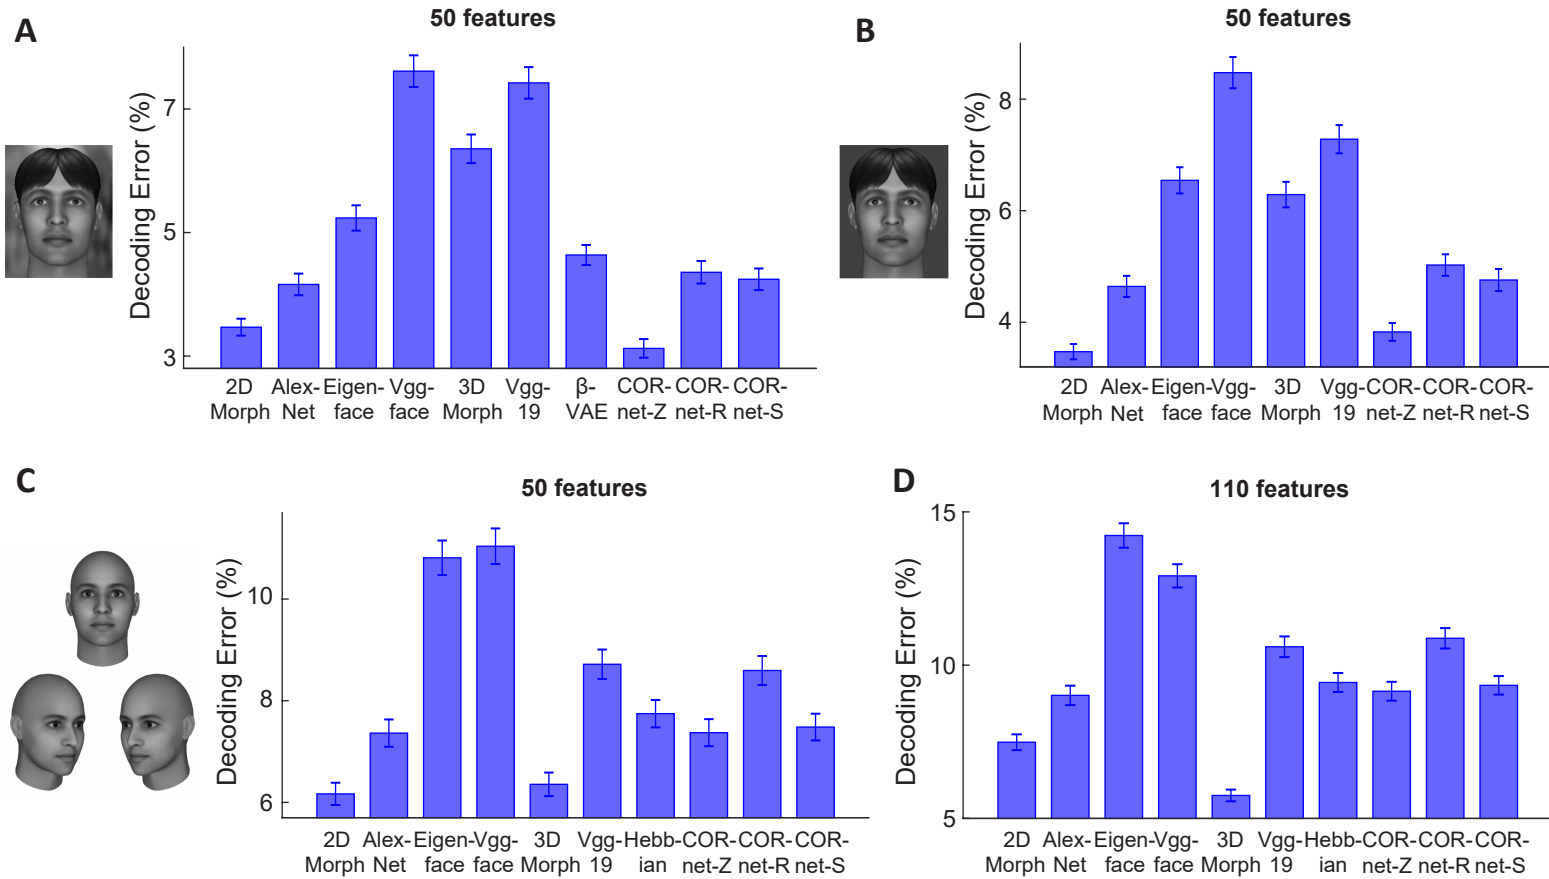 A
50 features
Decoding Error (%)
7
5
3
2D Morph
Alex-Net
Eigen-face
Vgg-face
3D Morph
Vgg-19
β-VAE
COR-net-Z
COR-net-R
COR-net-S
B
50 features
Decoding Error (%)
8
6
4
2D Morph
Alex-Net
Eigen-face
Vgg-face
3D Morph
Vgg-19
COR-net-Z
COR-net-R
COR-net-S
C
50 features
Decoding Error (%)
10
8
6
2D Morph
Alex-Net
Eigen-face
Vgg-face
3D Morph
Vgg-19
Hebb-ian
COR-net-Z
COR-net-R
COR-net-S
D
110 features
Decoding Error (%)
15
10
5
2D Morph
Alex-Net
Eigen-face
Vgg-face
3D Morph
Vgg-19
Hebb-ian
COR-net-Z
COR-net-R
COR-net-S